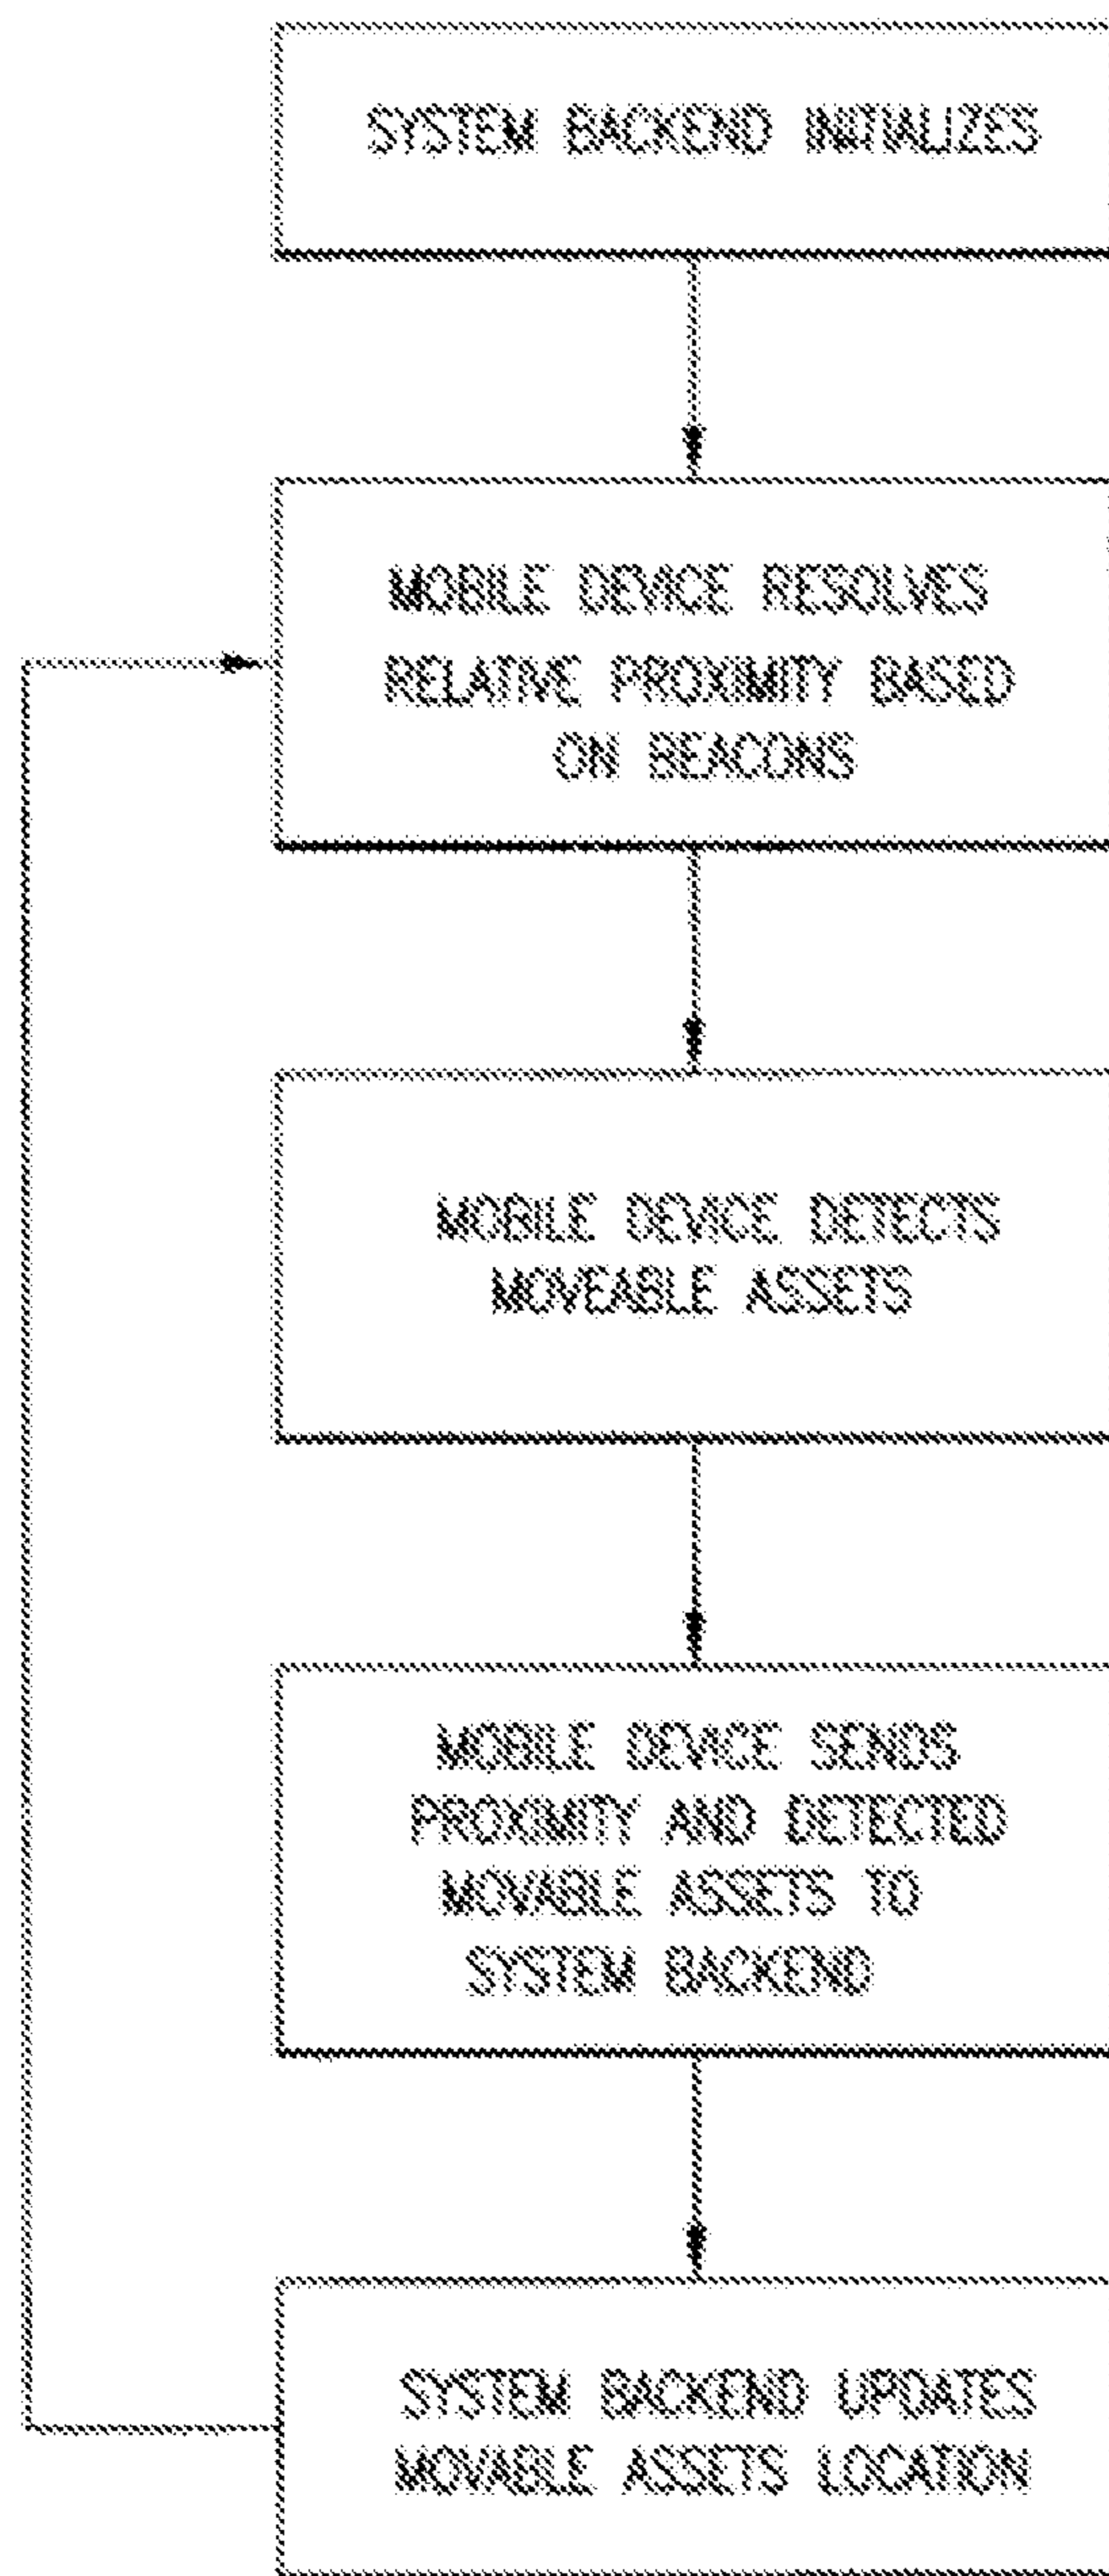 SYSTEM BACKEND INITIALIZES
MOBILE DEVICE RESOLVES
RELATIVE PROXIMITY BASED
ON BEACONS
MOBILE DEVICE DETECTS
MOVEABLE ASSETS
MOBILE DEVICE SENDS
PROXIMITY AND DETECTED
MOVABLE ASSETS TO
SYSTEM BACKEND
SYSTEM BACKEND UPDATES
MOVABLE ASSETS LOCATION